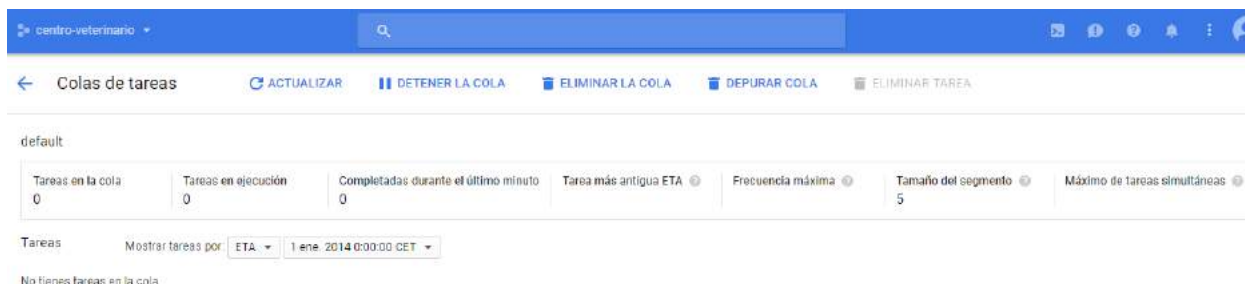 centro-veterinario
Colas de tareas
ACTUALIZAR
DETENER LA COLA
ELIMINAR LA COLA
DEPURAR COLA
ELIMINAR TAREA
default
Tareas en la cola
0
Tareas en ejecución
0
Completadas durante el último minuto
0
Tarea más antigua ETA
Frecuencia máxima
Tamaño del segmento
5
Máximo de tareas simultáneas
Tareas
Mostrar tareas por
ETA
1 ene. 2014 0:00:00 CET
No tienes tareas en la cola